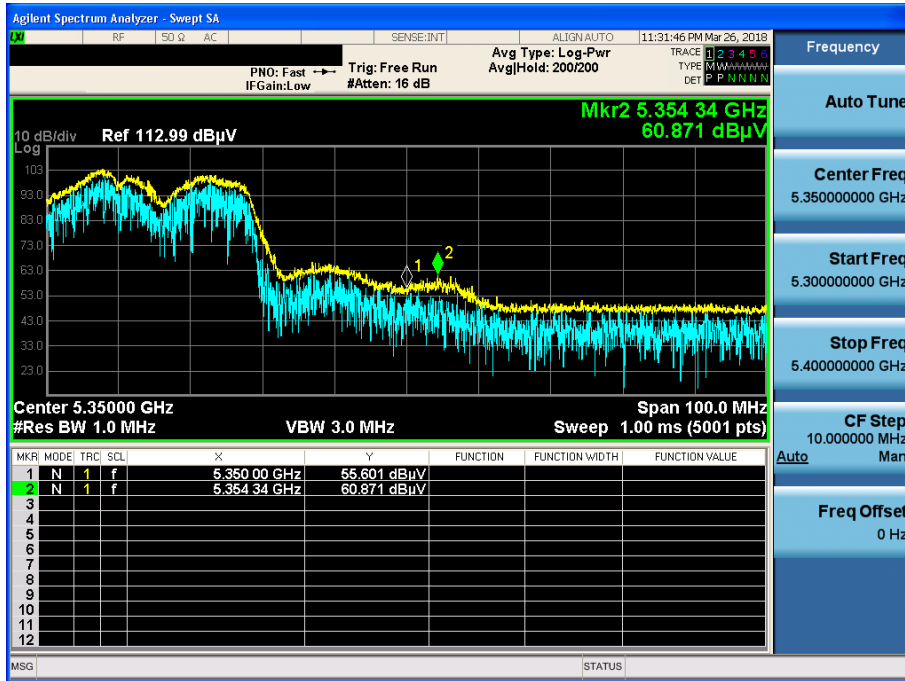 Agilent Spectrum Analyzer - Swept SA
LXI RF 50 Ω AC SENSE:INT ALIGN AUTO 11:31:46 PM Mar 26, 2018
PNO: Fast Trig: Free Run Avg Type: Log-Pwr TRACE 1 2 3 4 5 6
IFGain:Low #Atten: 16 dB Avg|Hold: 200/200 TYPE M W
DET P P N N N N
Mkr2 5.354 34 GHz
60.871 dBµV
10 dB/div Ref 112.99 dBµV
Log
103
93.0
83.0
73.0
63.0
53.0
43.0
33.0
23.0
1
2
Center 5.35000 GHz Span 100.0 MHz
#Res BW 1.0 MHz VBW 3.0 MHz Sweep 1.00 ms (5001 pts)
MKR MODE TRC SCL X Y FUNCTION FUNCTION WIDTH FUNCTION VALUE
1 N 1 f 5.350 00 GHz 55.601 dBµV
2 N 1 f 5.354 34 GHz 60.871 dBµV
3
4
5
6
7
8
9
10
11
12
MSG STATUS
Frequency
Auto Tune
Center Freq
5.350000000 GHz
Start Freq
5.300000000 GHz
Stop Freq
5.400000000 GHz
CF Step
10.000000 MHz
Auto Man
Freq Offset
0 Hz